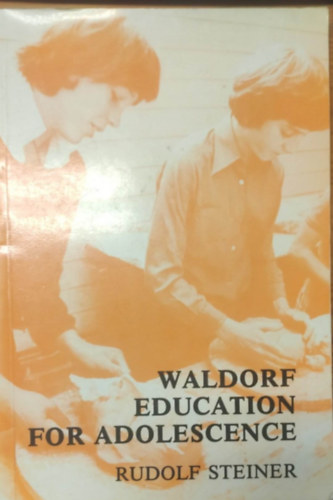 WALDORF
EDUCATION
FOR ADOLESCENCE
RUDOLF STEINER